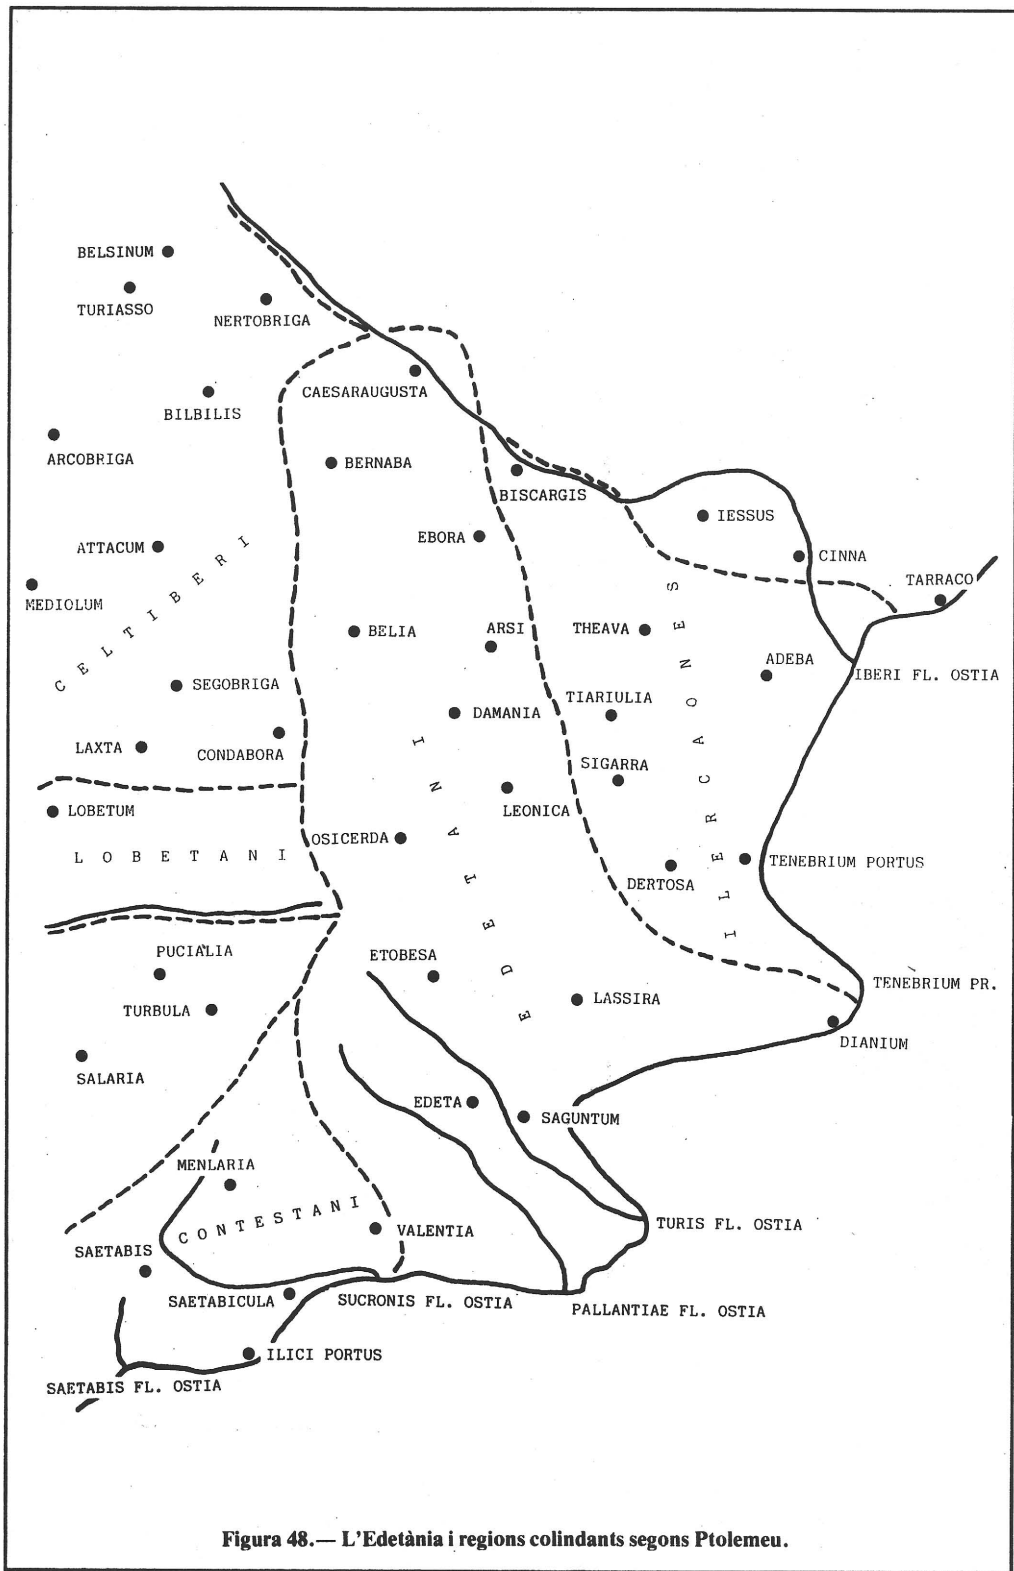 BELSINUM
TURIASSO
NERTOBRIGA
CAESARAUGUSTA
BILBILIS
ARCOBRIGA
BERNABA
BISCARGIS
IESSUS
EBORA
ATTACUM
CINNA
TARRACO
MEDIOLUM
CELTIBERI
BELIA
ARSI
THEAVA
ADEBA
IBERI FL. OSTIA
SEGOBRIGA
TIARIULIA
DAMANIA
LAXTA
CONDABORA
SIGARRA
ILERCAONES
LOBETUM
LEONICA
OSICERDA
LOBETANI
TENEBRIUM PORTUS
DERTOSA
EDETANI
PUCIALIA
ETOBESA
TENEBRIUM PR.
LASSIRA
TURBULA
DIANIUM
SALARIA
EDETA
SAGUNTUM
MENLARIA
CONTESTANI
VALENTIA
TURIS FL. OSTIA
SAETABIS
SAETABICULA
SUCRONIS FL. OSTIA
PALLANTIAE FL. OSTIA
ILICI PORTUS
SAETABIS FL. OSTIA
Figura 48.— L'Edetània i regions colindants segons Ptolemeu.